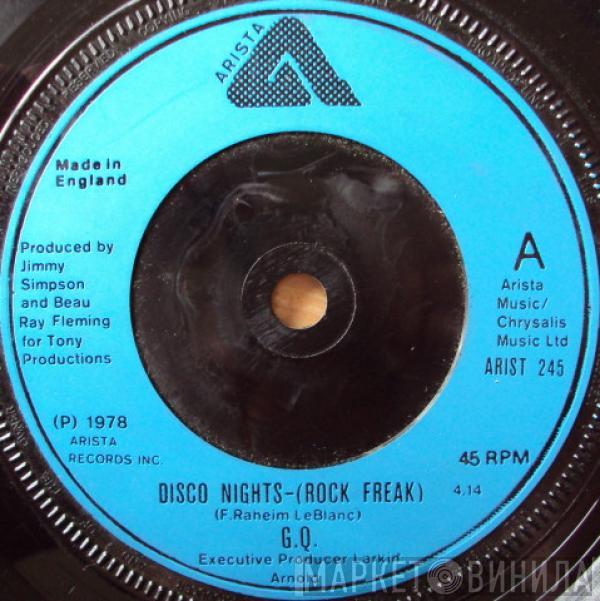 ARISTA
Made in
England
Produced by
Jimmy
Simpson
and Beau
Ray Fleming
for Tony
Productions
A
Arista
Music/
Chrysalis
Music Ltd
ARIST 245
(P) 1978
ARISTA
RECORDS INC.
45 RPM
DISCO NIGHTS-(ROCK FREAK) 4.14
(F.Raheim LeBlanc)
G.Q.
Executive Producer Larkin
Arnold
МАРКЕТ ВИНИЛА